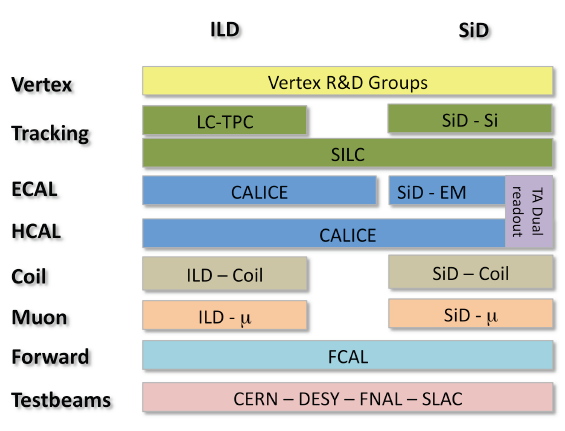 ILD SiD
Vertex Vertex R&D Groups
Tracking LC-TPC SiD - Si
SILC
ECAL CALICE SiD - EM
TA Dual
readout
HCAL CALICE
Coil ILD – Coil SiD – Coil
Muon ILD - μ SiD - μ
Forward FCAL
Testbeams CERN – DESY – FNAL – SLAC